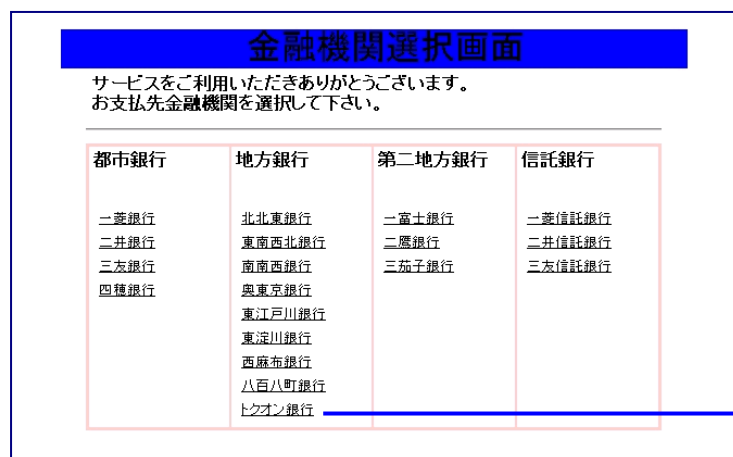 金融機関選択画面
サービスをご利用いただきありがとうございます。
お支払先金融機関を選択して下さい。
都市銀行
一菱銀行
二井銀行
三友銀行
四穂銀行
地方銀行
北北東銀行
東南西北銀行
南南西銀行
奥東京銀行
東江戸川銀行
東淀川銀行
西麻布銀行
八百八町銀行
トクオン銀行
第二地方銀行
一富士銀行
二鷹銀行
三茄子銀行
信託銀行
一菱信託銀行
二井信託銀行
三友信託銀行